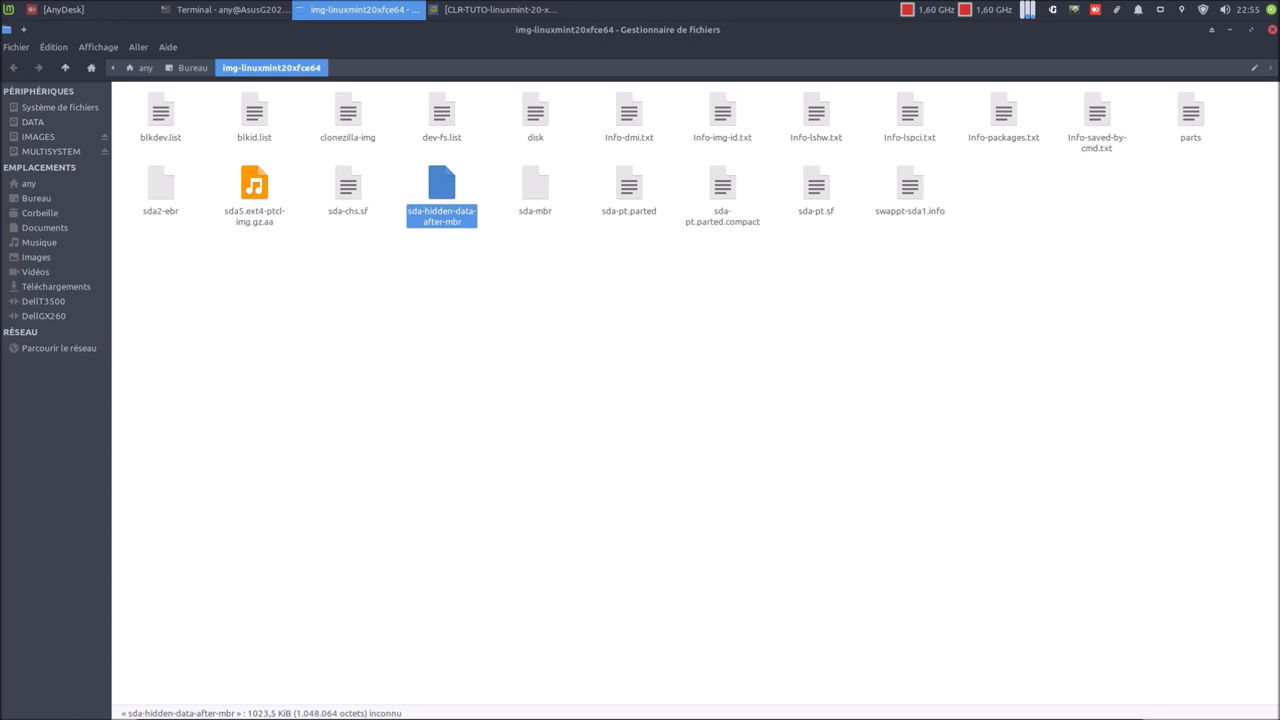 [AnyDesk]
Terminal - any@AsusG202...
img-linuxmint20xfce64 - ...
[CLR-TUTO-linuxmint-20-x...
1,60 GHz
1,60 GHz
22:55
img-linuxmint20xfce64 - Gestionnaire de fichiers
Fichier Édition Affichage Aller Aide
any
Bureau
img-linuxmint20xfce64
PÉRIPHÉRIQUES
Système de fichiers
DATA
IMAGES
MULTISYSTEM
EMPLACEMENTS
any
Bureau
Corbeille
Documents
Musique
Images
Vidéos
Téléchargements
DellT3500
DellGX260
RÉSEAU
Parcourir le réseau
blkdev.list
blkid.list
clonezilla-img
dev-fs.list
disk
Info-dmi.txt
Info-img-id.txt
Info-lshw.txt
Info-lspci.txt
Info-packages.txt
Info-saved-by-
cmd.txt
parts
sda2-ebr
sda5.ext4-ptcl-
img.gz.aa
sda-chs.sf
sda-hidden-data-
after-mbr
sda-mbr
sda-pt.parted
sda-
pt.parted.compact
sda-pt.sf
swappt-sda1.info
« sda-hidden-data-after-mbr » : 1023,5 KiB (1.048.064 octets) inconnu